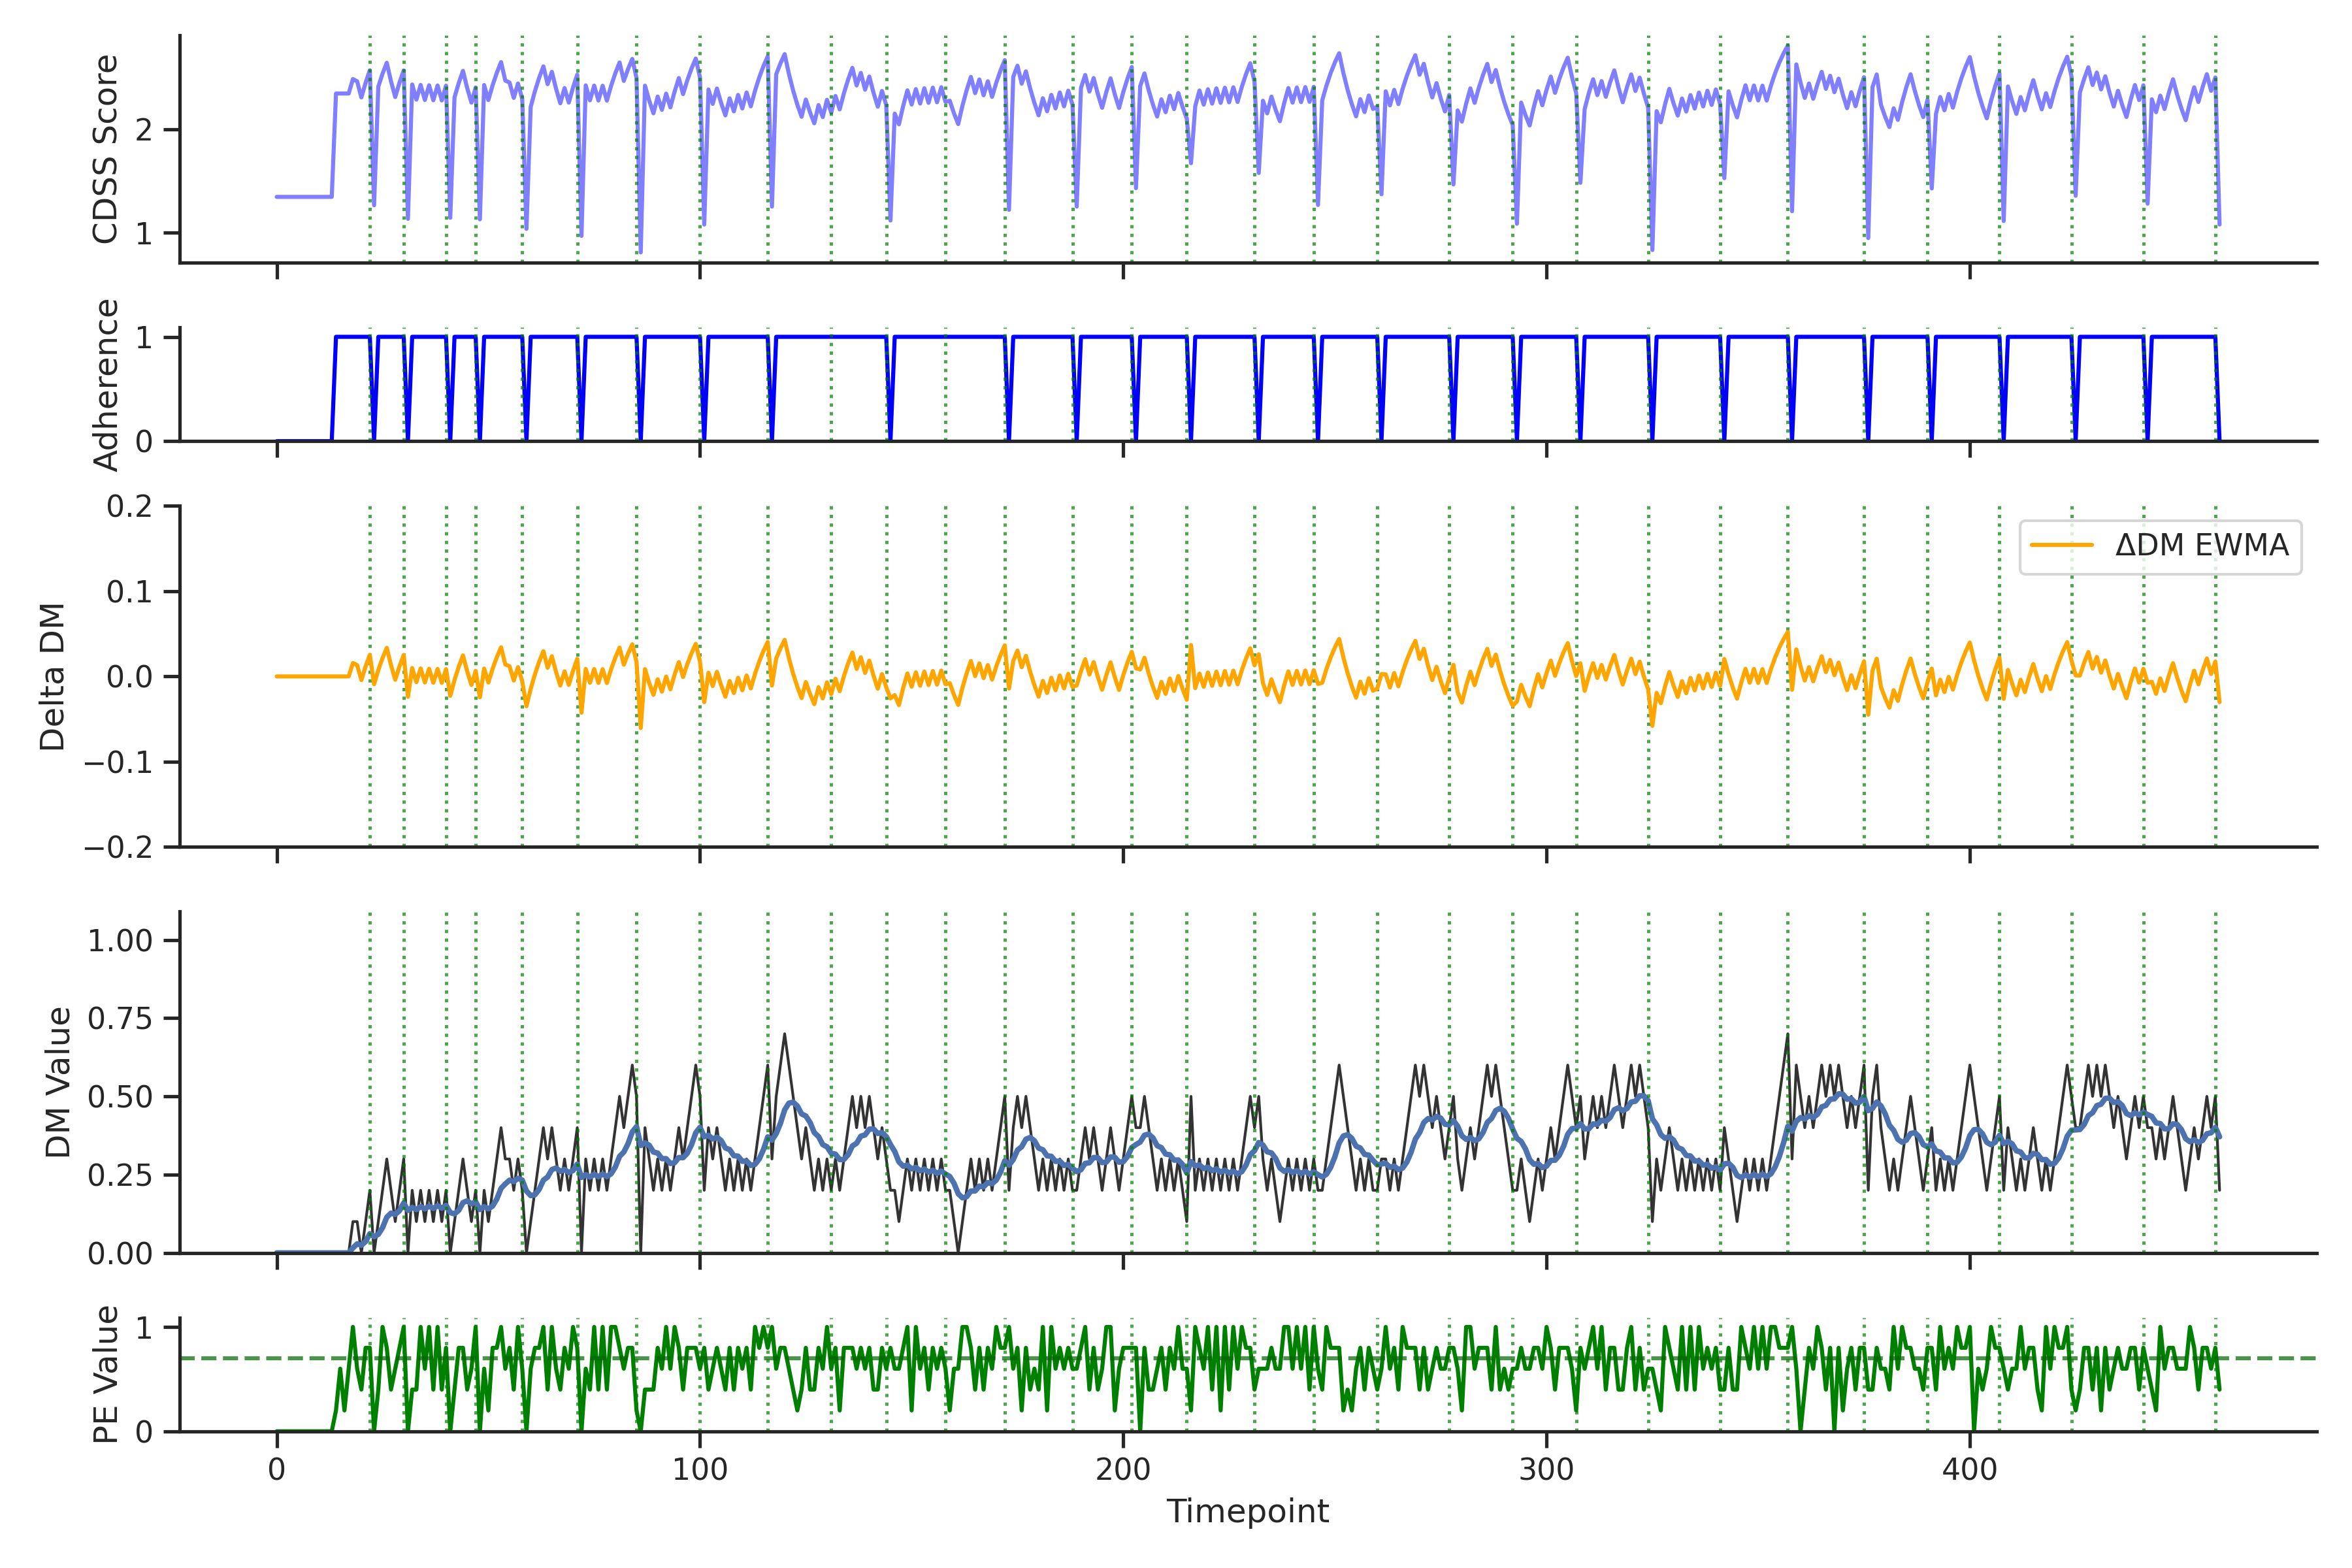 CDSS Score
2
1
Adherence
1
0
Delta DM
0.2
0.1
0.0
−0.1
−0.2
ΔDM EWMA
DM Value
1.00
0.75
0.50
0.25
0.00
PE Value
1
0
0 100 200 300 400
Timepoint